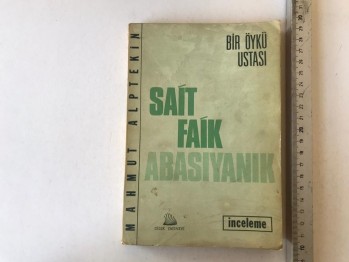 BİR ÖYKÜ
USTASI
SAİT
FAİK
ABASIYANIK
MAHMUT ALPTEKİN
inceleme